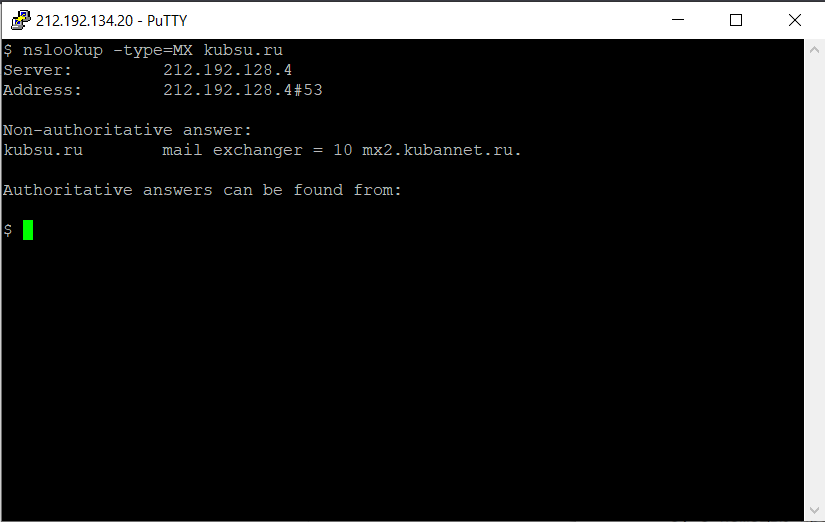 212.192.134.20 - PuTTY
$ nslookup -type=MX kubsu.ru
Server:         212.192.128.4
Address:        212.192.128.4#53
Non-authoritative answer:
kubsu.ru        mail exchanger = 10 mx2.kubannet.ru.
Authoritative answers can be found from:
$